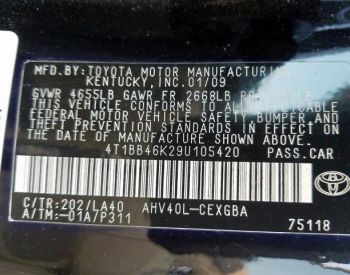 MFD.BY:TOYOTA MOTOR MANUFACTURING
KENTUCKY, INC.01/09
GVWR 4655LB GAWR FR 2668LB
THIS VEHICLE CONFORMS TO ALL APPLICABLE
FEDERAL MOTOR VEHICLE SAFETY, BUMPER, AND
THEFT PREVENTION STANDARDS IN EFFECT ON
THE DATE OF MANUFACTURE SHOWN ABOVE.
4T1BB46K29U105420 PASS.CAR
C/TR:202/LA40 AHV40L-CEXGBA
A/TM:-01A/P311
TOYOTA
75118